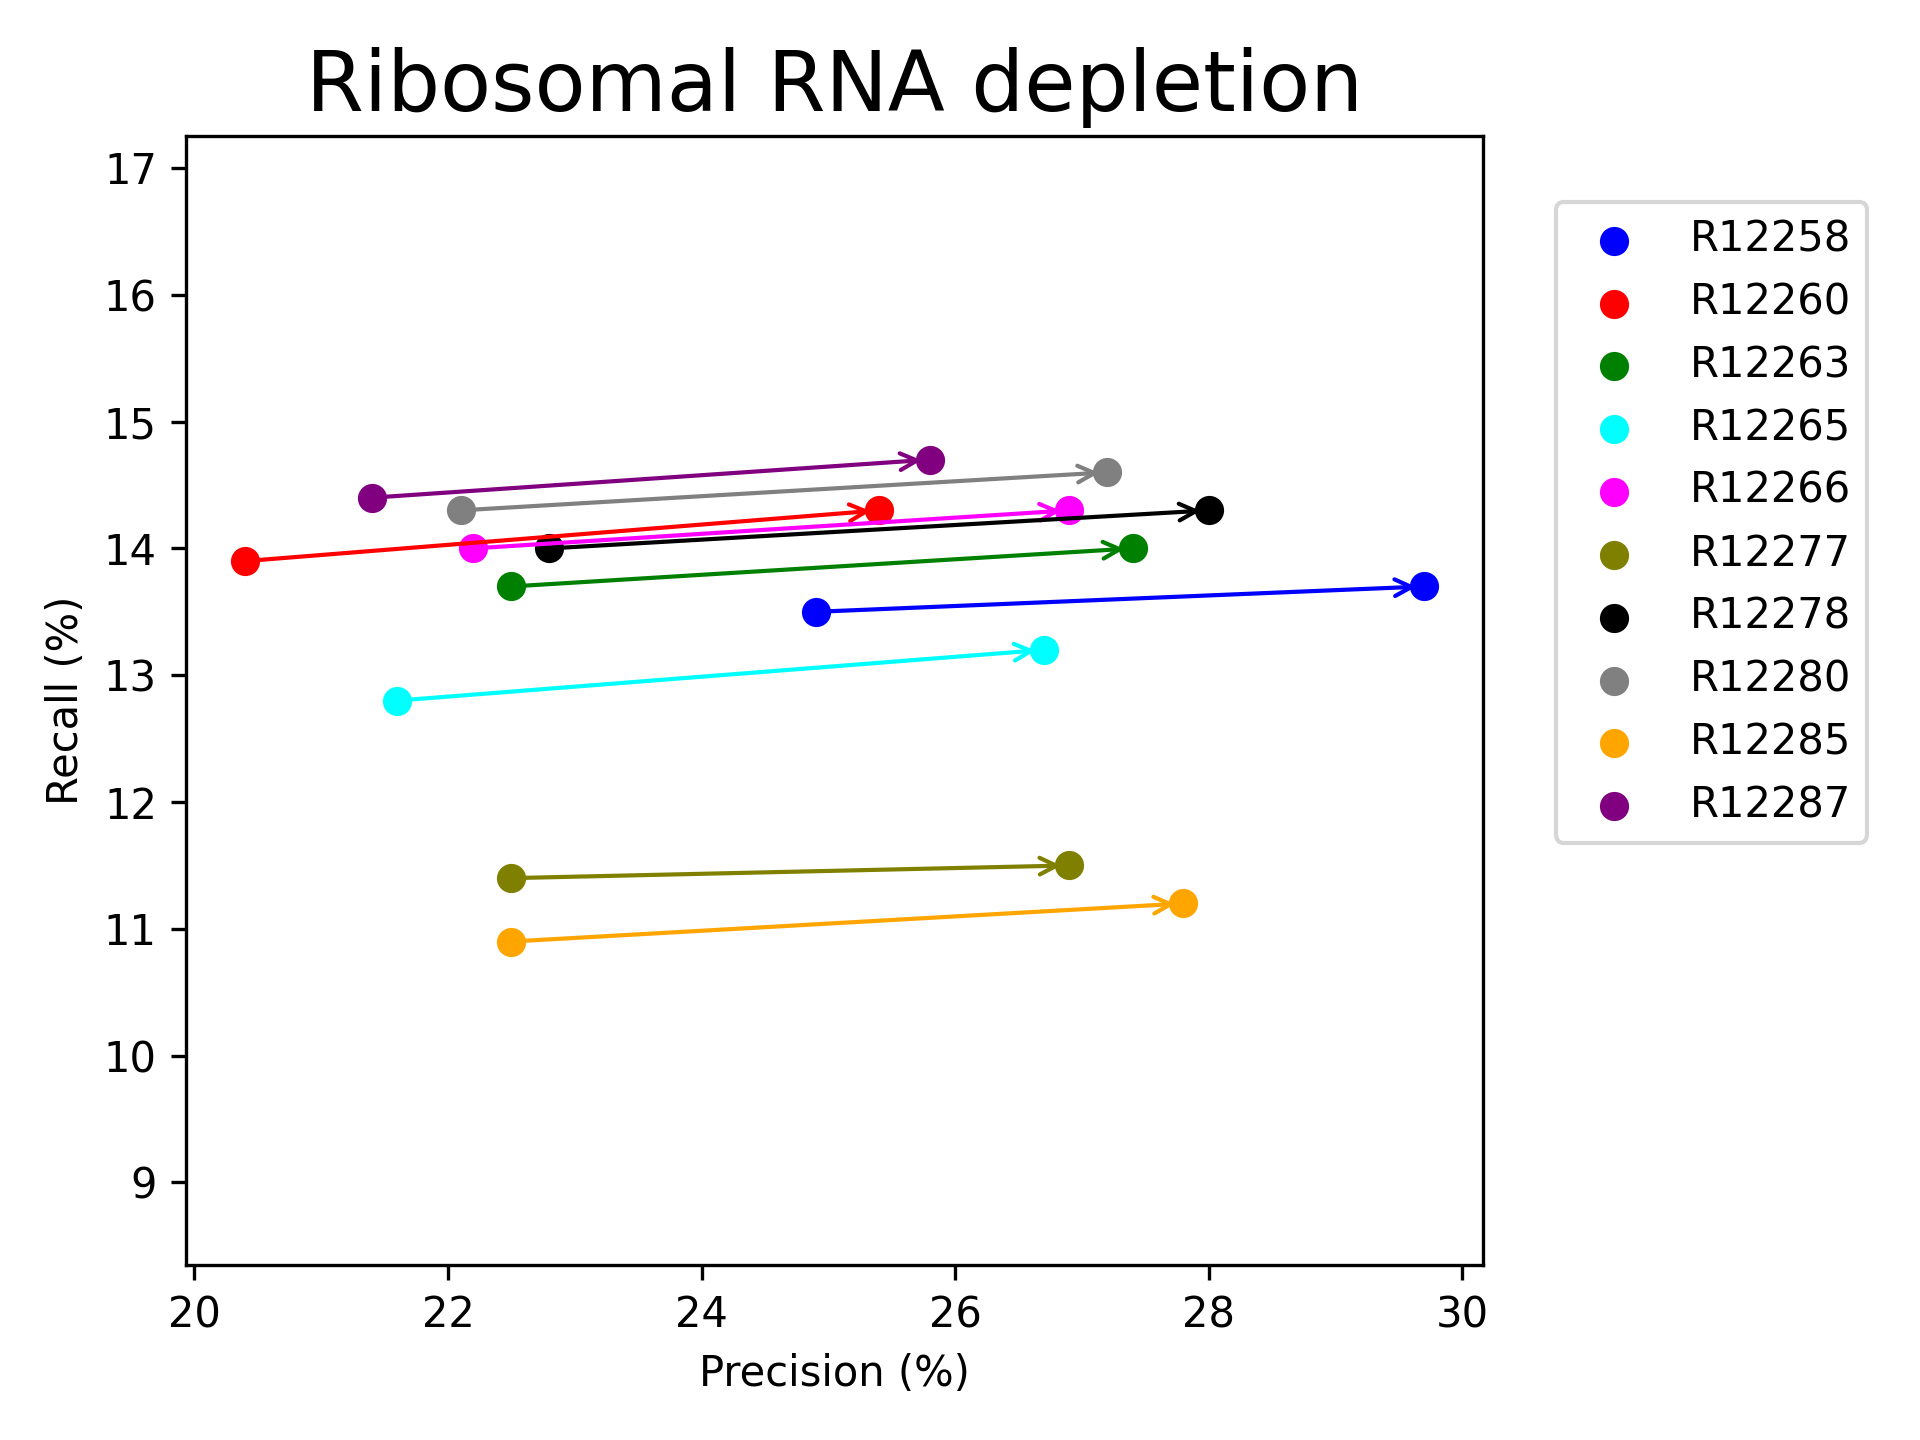 Ribosomal RNA depletion
17
16
15
14
13
12
11
10
9
Recall (%)
20 22 24 26 28 30
Precision (%)
R12258
R12260
R12263
R12265
R12266
R12277
R12278
R12280
R12285
R12287